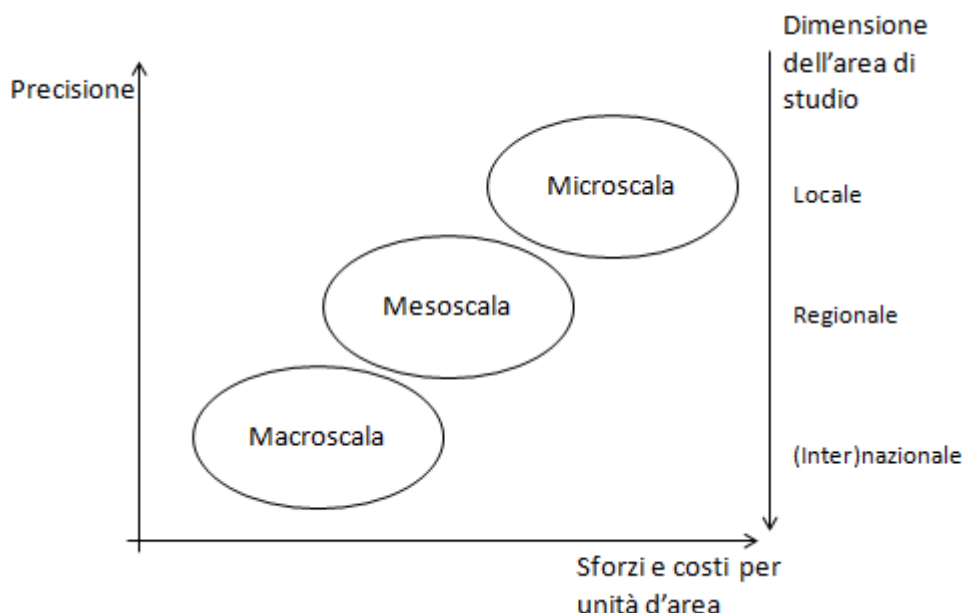 Dimensione
dell'area di
studio
Precisione
Microscala
Locale
Mesoscala
Regionale
Macroscala
(Inter)nazionale
Sforzi e costi per
unità d'area